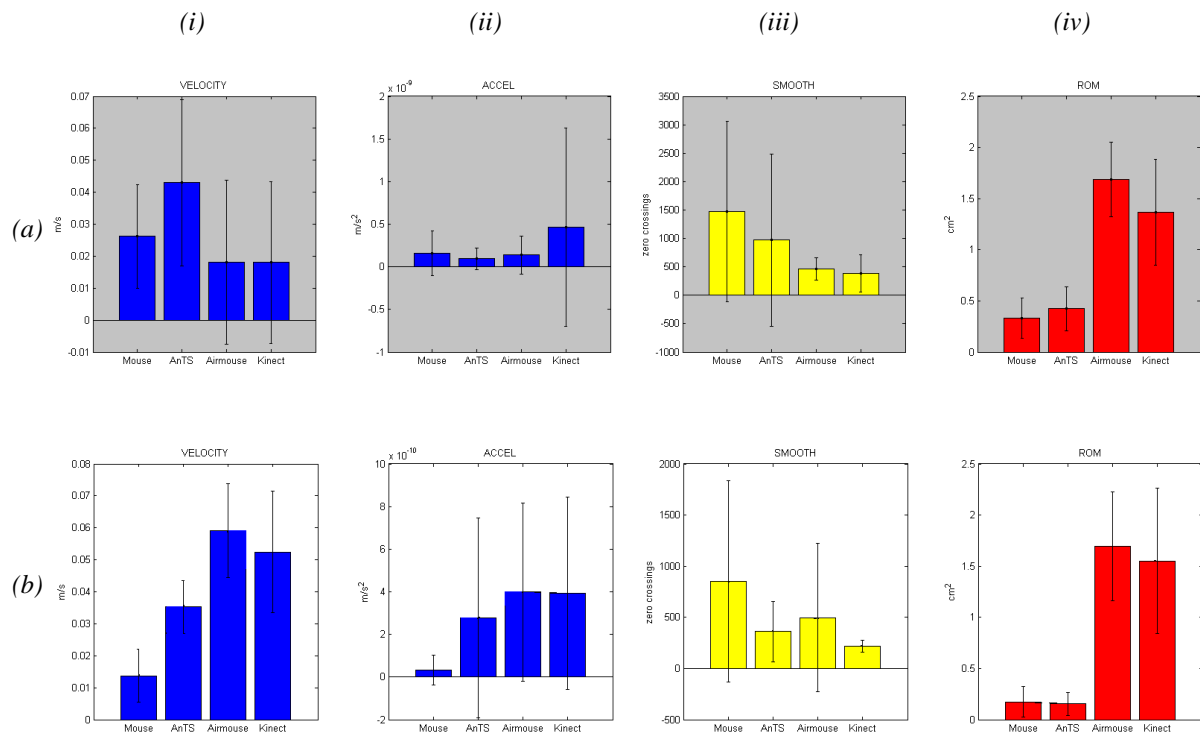 (i) (ii) (iii) (iv)
(a)
VELOCITY
0.07
0.06
0.05
0.04
0.03
0.02
0.01
0
-0.01
m/s
Mouse AnTS Airmouse Kinect
ACCEL
x 10^-9
2
1.5
1
0.5
0
-0.5
-1
m/s²
Mouse AnTS Airmouse Kinect
SMOOTH
3500
3000
2500
2000
1500
1000
500
0
-500
-1000
zero crossings
Mouse AnTS Airmouse Kinect
ROM
2.5
2
1.5
1
0.5
0
cm²
Mouse AnTS Airmouse Kinect
(b)
VELOCITY
0.08
0.07
0.06
0.05
0.04
0.03
0.02
0.01
0
m/s
Mouse AnTS Airmouse Kinect
ACCEL
x 10^-10
10
8
6
4
2
0
-2
m/s²
Mouse AnTS Airmouse Kinect
SMOOTH
2000
1500
1000
500
0
-500
zero crossings
Mouse AnTS Airmouse Kinect
ROM
2.5
2
1.5
1
0.5
0
cm²
Mouse AnTS Airmouse Kinect